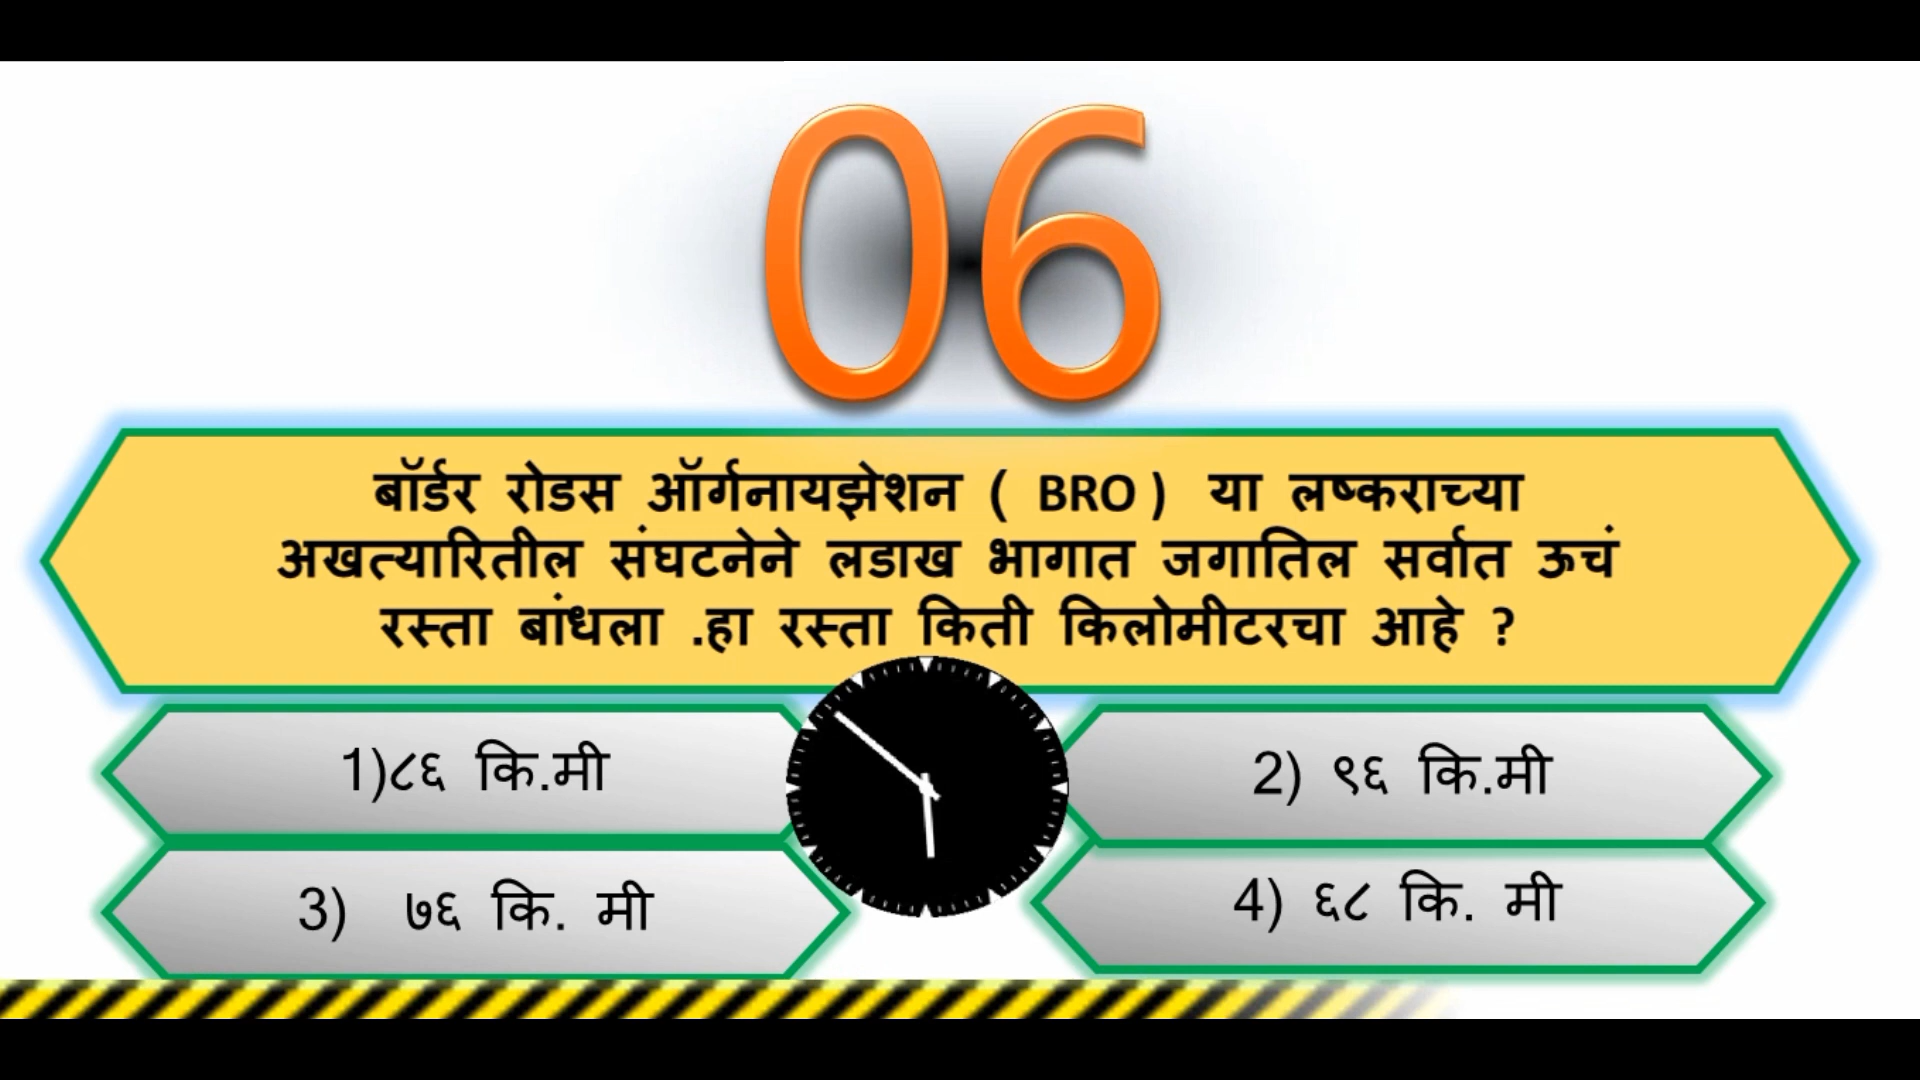 06
बॉर्डर रोडस ऑर्गनायझेशन ( BRO ) या लष्कराच्या
अखत्यारितील संघटनेने लडाख भागात जगातिल सर्वात ऊचं
रस्ता बांधला .हा रस्ता किती किलोमीटरचा आहे ?
1)८६ कि.मी
2) ९६ कि.मी
3) ७६ कि. मी
4) ६८ कि. मी